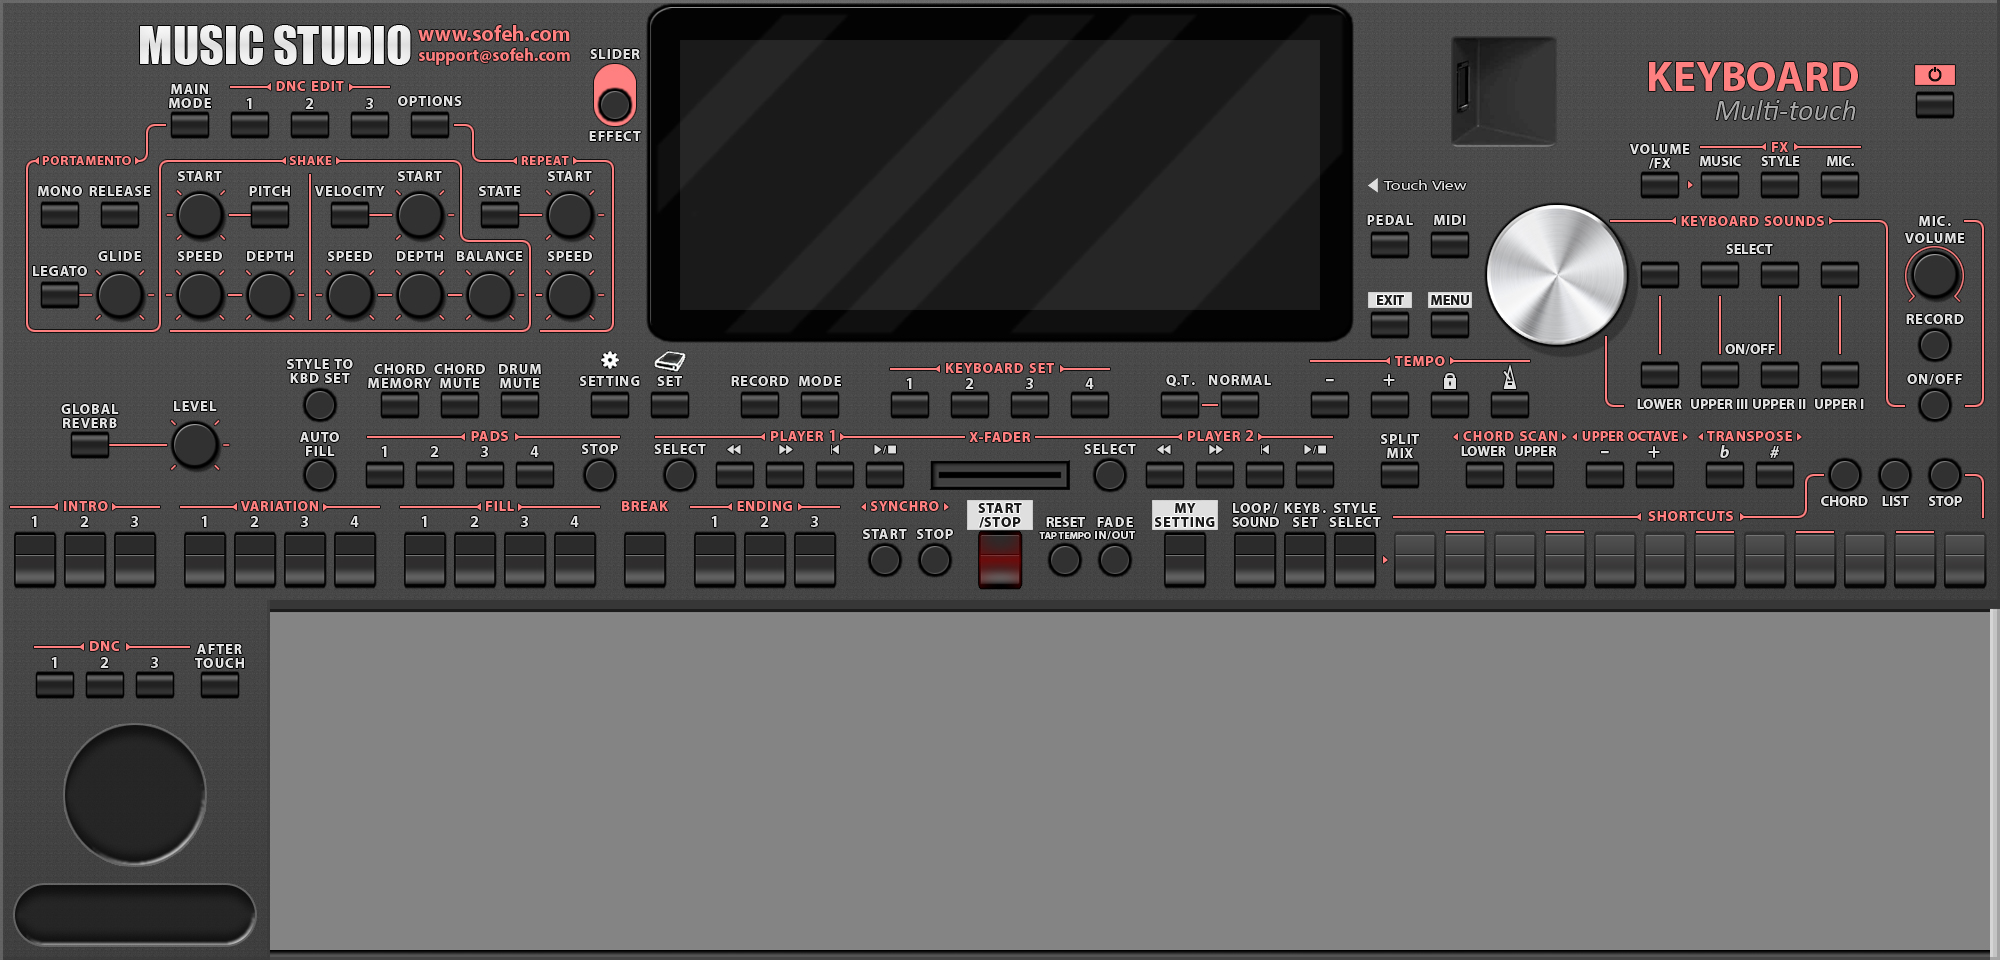 MUSIC STUDIO
www.sofeh.com
support@sofeh.com
SLIDER
EFFECT
KEYBOARD
Multi-touch
MAIN
MODE
DNC EDIT
1 2 3
OPTIONS
PORTAMENTO
SHAKE
REPEAT
MONO RELEASE
START
PITCH
VELOCITY
START
STATE
START
LEGATO
GLIDE
SPEED
DEPTH
SPEED
DEPTH
BALANCE
SPEED
Touch View
PEDAL
MIDI
EXIT
MENU
VOLUME
/FX
FX
MUSIC
STYLE
MIC.
KEYBOARD SOUNDS
SELECT
ON/OFF
LOWER
UPPER III
UPPER II
UPPER I
MIC.
VOLUME
RECORD
ON/OFF
STYLE TO
KBD SET
CHORD
MEMORY
CHORD
MUTE
DRUM
MUTE
SETTING
SET
RECORD
MODE
KEYBOARD SET
1 2 3 4
Q.T.
NORMAL
TEMPO
− +
GLOBAL
REVERB
LEVEL
AUTO
FILL
PADS
1 2 3 4
STOP
SELECT
PLAYER 1
X-FADER
SELECT
PLAYER 2
SPLIT
MIX
CHORD SCAN
LOWER UPPER
UPPER OCTAVE
− +
TRANSPOSE
b #
CHORD
LIST
STOP
INTRO
1 2 3
VARIATION
1 2 3 4
FILL
1 2 3 4
BREAK
ENDING
1 2 3
SYNCHRO
START STOP
START
/STOP
RESET
TAP TEMPO
FADE
IN/OUT
MY
SETTING
LOOP/
SOUND
KEYB.
SET
STYLE
SELECT
SHORTCUTS
DNC
1 2 3
AFTER
TOUCH